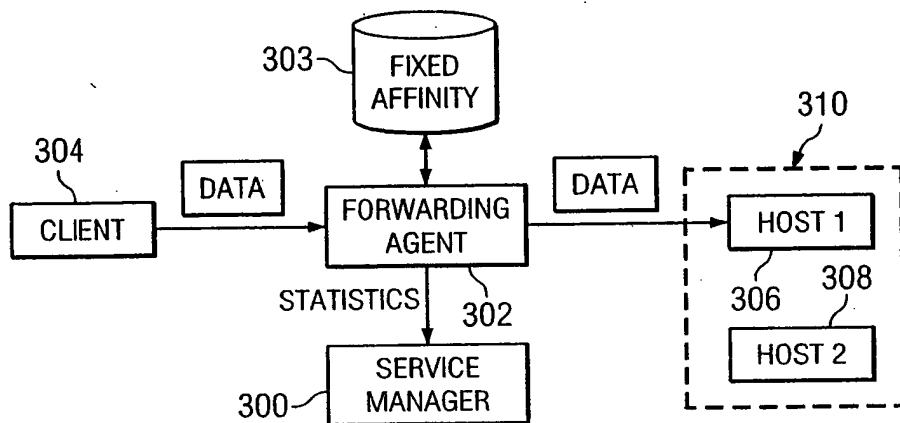 303
FIXED
AFFINITY
310
304
DATA
DATA
CLIENT
FORWARDING
AGENT
HOST 1
306
308
STATISTICS
302
HOST 2
300
SERVICE
MANAGER